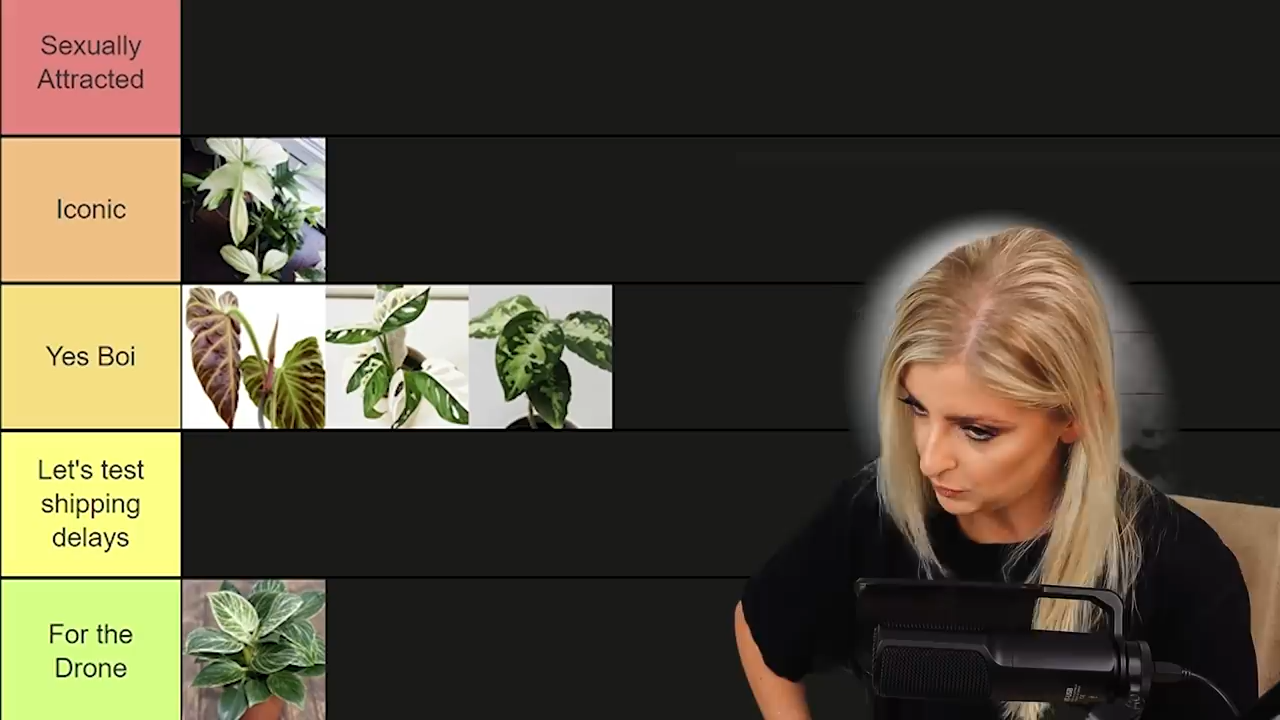 Sexually
Attracted
Iconic
Yes Boi
Let's test
shipping
delays
For the
Drone